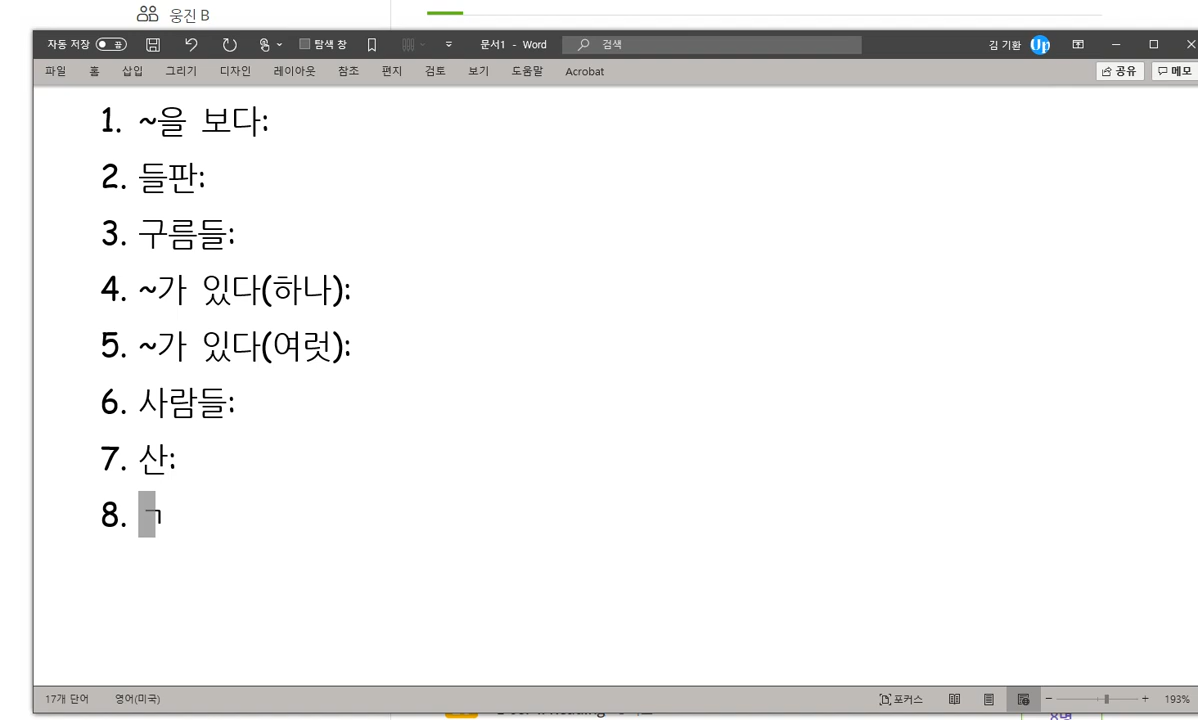 웅진 B
자동 저장 문서1 - Word 검색 김 기환 Up
탐색 창
파일 홈 삽입 그리기 디자인 레이아웃 참조 편지 검토 보기 도움말 Acrobat 공유 메모
1. ~을 보다:
2. 들판:
3. 구름들:
4. ~가 있다(하나):
5. ~가 있다(여럿):
6. 사람들:
7. 산:
8. ㄱ
17개 단어 영어(미국) 포커스 193%